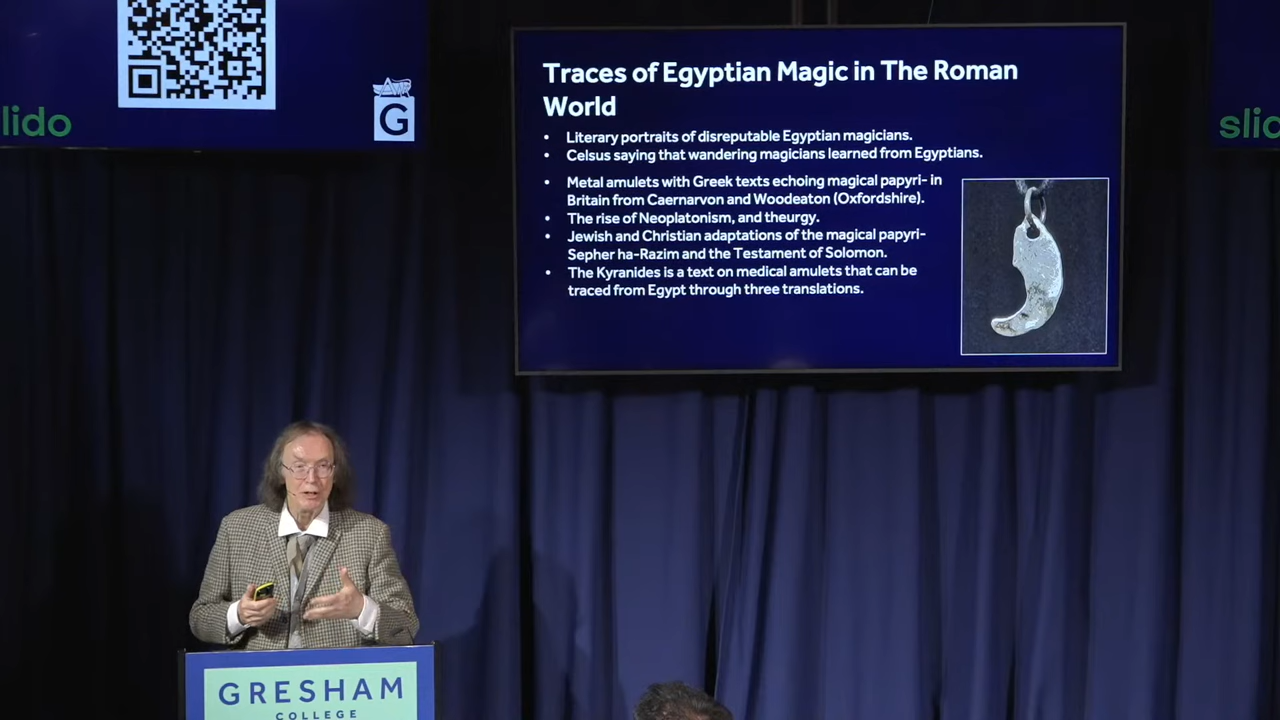 lido
G
Traces of Egyptian Magic in The Roman
World
• Literary portraits of disreputable Egyptian magicians.
• Celsus saying that wandering magicians learned from Egyptians.
• Metal amulets with Greek texts echoing magical papyri- in
Britain from Caernarvon and Woodeaton (Oxfordshire).
• The rise of Neoplatonism, and theurgy.
• Jewish and Christian adaptations of the magical papyri-
Sepher ha-Razim and the Testament of Solomon.
• The Kyranides is a text on medical amulets that can be
traced from Egypt through three translations.
slid
GRESHAM
COLLEGE